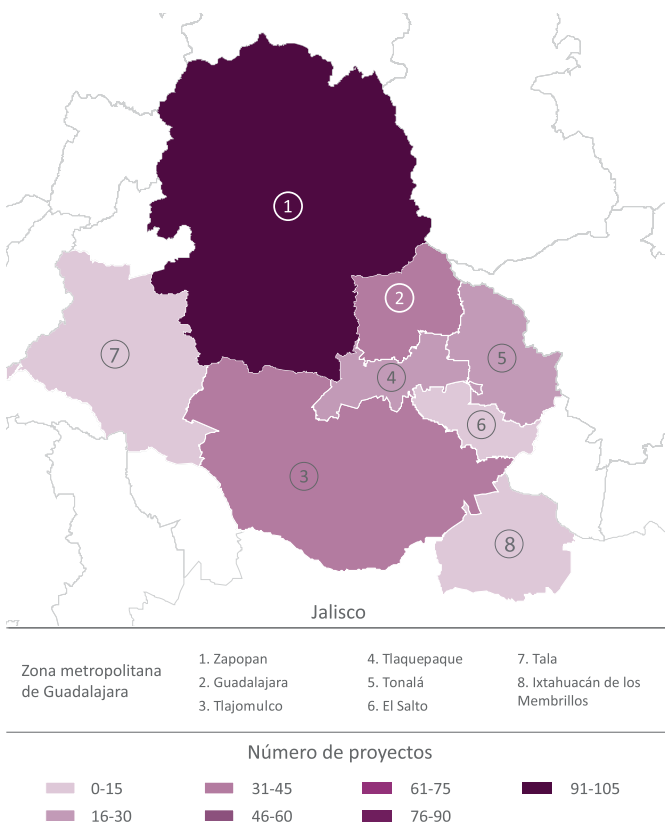 1
2
7
5
4
6
3
8
Jalisco
Zona metropolitana
de Guadalajara
1. Zapopan
2. Guadalajara
3. Tlajomulco
4. Tlaquepaque
5. Tonalá
6. El Salto
7. Tala
8. Ixtahuacán de los
Membrillos
Número de proyectos
0-15
31-45
61-75
91-105
16-30
46-60
76-90